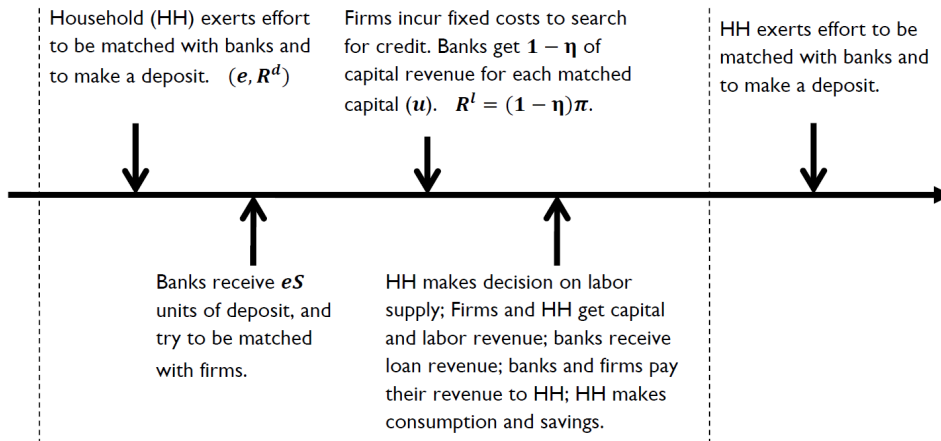 Household (HH) exerts effort
to be matched with banks and
to make a deposit. (e, R^d)
Firms incur fixed costs to search
for credit. Banks get 1 − η of
capital revenue for each matched
capital (u). R^l = (1 − η)π.
HH exerts effort to be
matched with banks and
to make a deposit.
Banks receive eS
units of deposit, and
try to be matched
with firms.
HH makes decision on labor
supply; Firms and HH get capital
and labor revenue; banks receive
loan revenue; banks and firms pay
their revenue to HH; HH makes
consumption and savings.